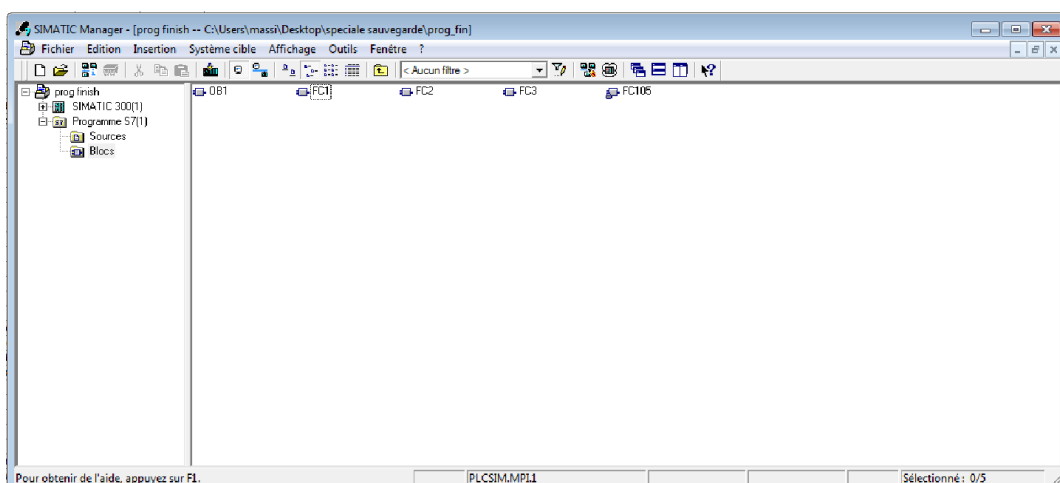 SIMATIC Manager - [prog finish -- C:\Users\massi\Desktop\speciale sauvegarde\prog_fin]
Fichier Edition Insertion Système cible Affichage Outils Fenêtre ?
< Aucun filtre >
prog finish
SIMATIC 300(1)
Programme S7(1)
Sources
Blocs
OB1 FC1 FC2 FC3 FC105
Pour obtenir de l'aide, appuyez sur F1. PLCSIM.MPI.1 Sélectionné : 0/5